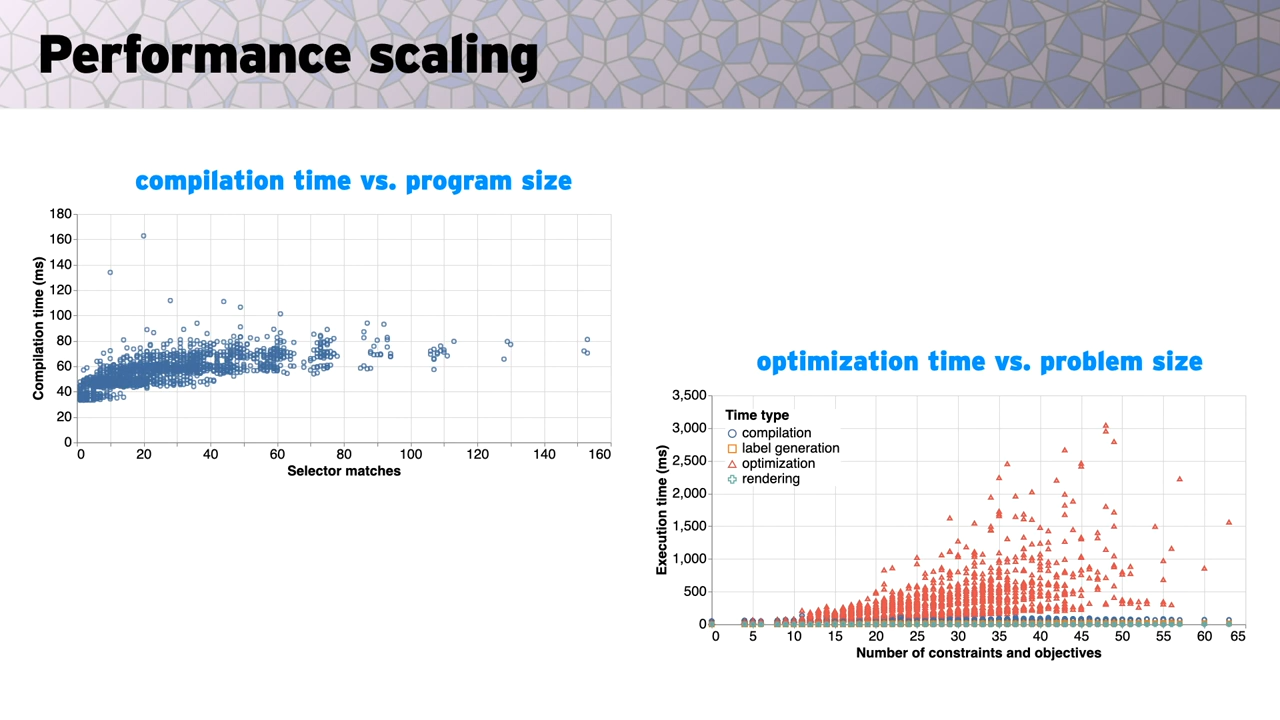 Performance scaling
compilation time vs. program size
180
160
140
120
100
80
60
40
20
0
Compilation time (ms)
0 20 40 60 80 100 120 140 160
Selector matches
optimization time vs. problem size
3,500
3,000
2,500
2,000
1,500
1,000
500
0
Execution time (ms)
Time type
compilation
label generation
optimization
rendering
0 5 10 15 20 25 30 35 40 45 50 55 60 65
Number of constraints and objectives